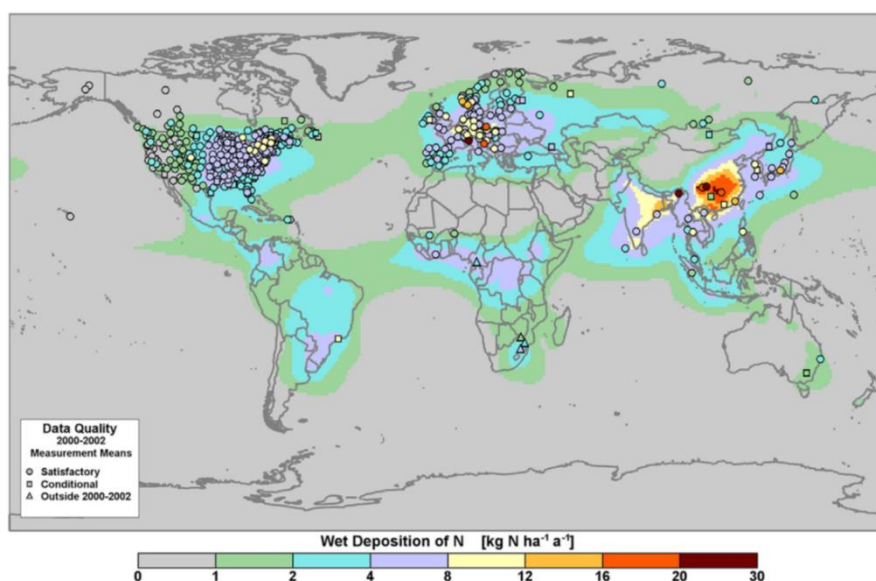 Data Quality
2000-2002
Measurement Means
Satisfactory
Conditional
Outside 2000-2002
Wet Deposition of N [kg N ha⁻¹ a⁻¹]
0 1 2 4 8 12 16 20 30